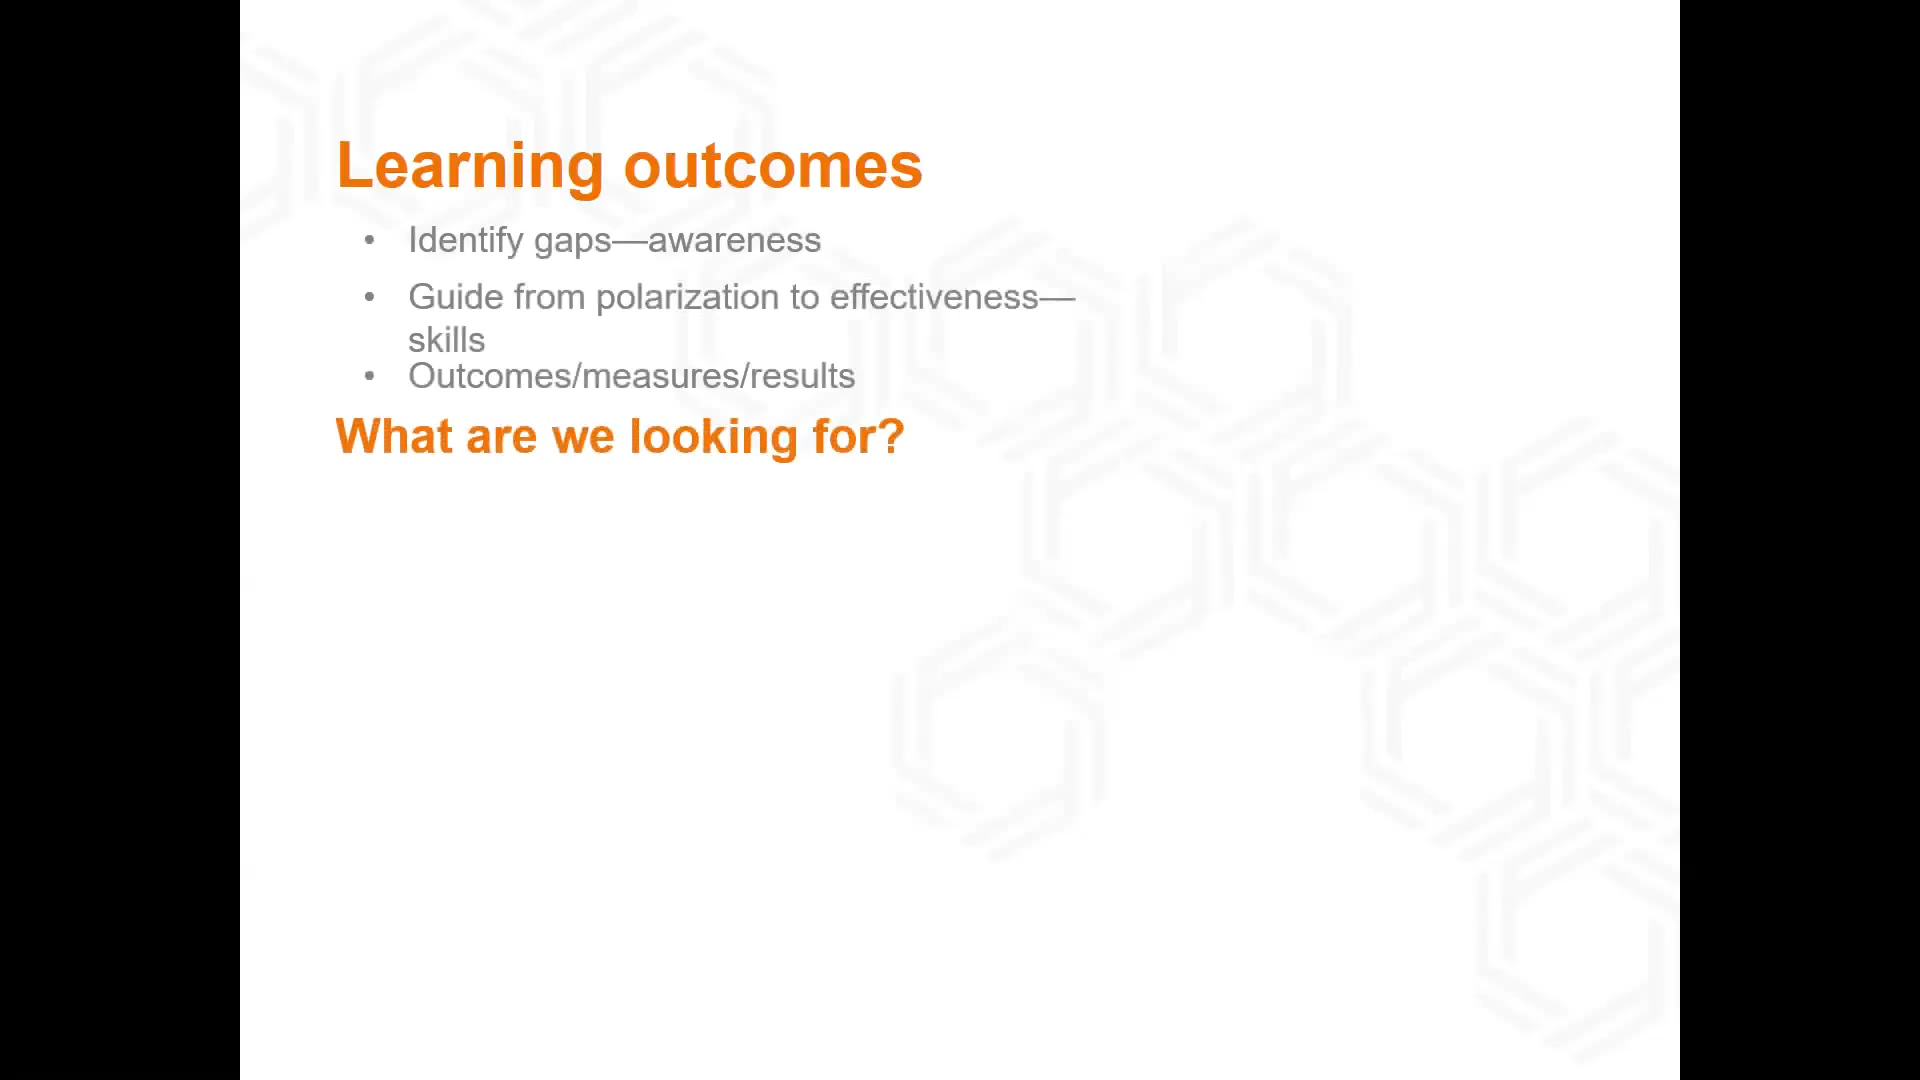 Learning outcomes
• Identify gaps—awareness
• Guide from polarization to effectiveness—
skills
• Outcomes/measures/results
What are we looking for?